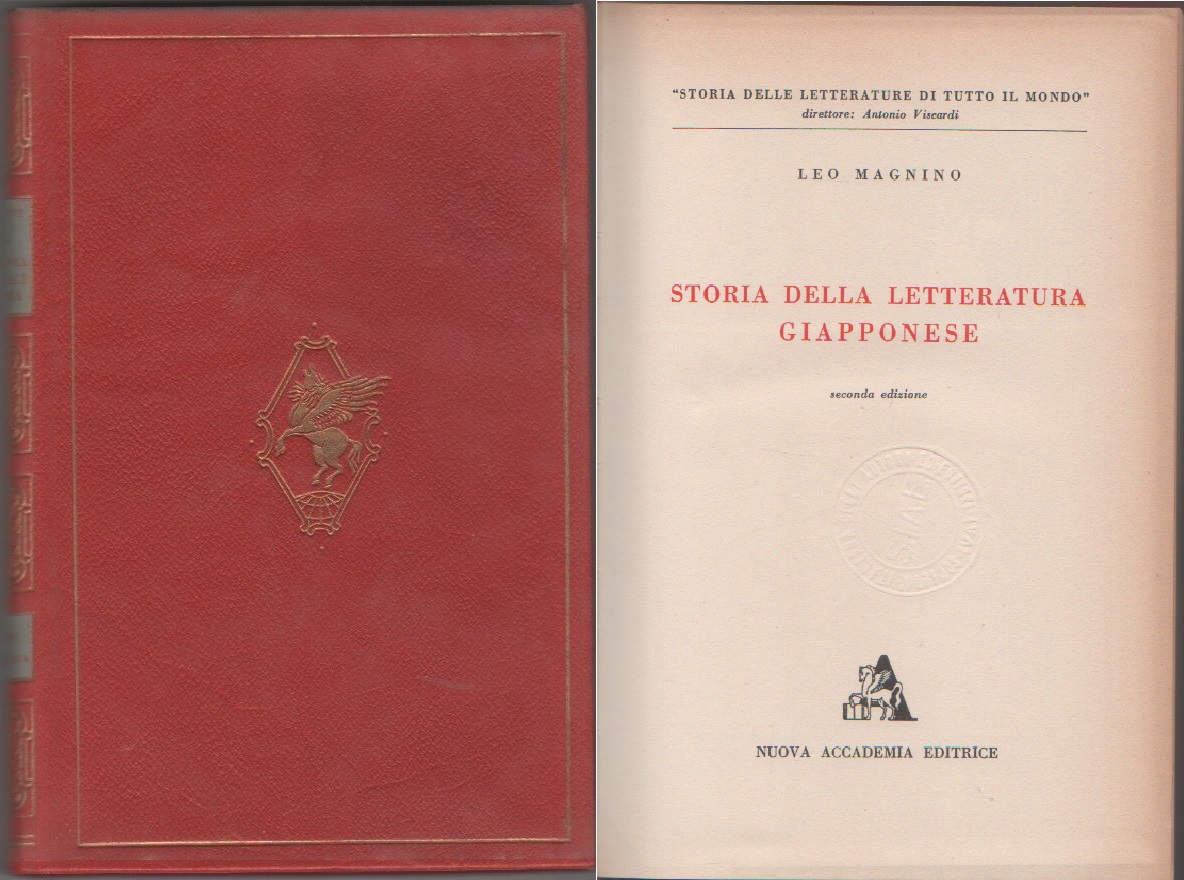 "STORIA DELLE LETTERATURE DI TUTTO IL MONDO"
direttore: Antonio Viscardi
LEO MAGNINO
STORIA DELLA LETTERATURA
GIAPPONESE
seconda edizione
SIAE
NUOVA ACCADEMIA EDITRICE